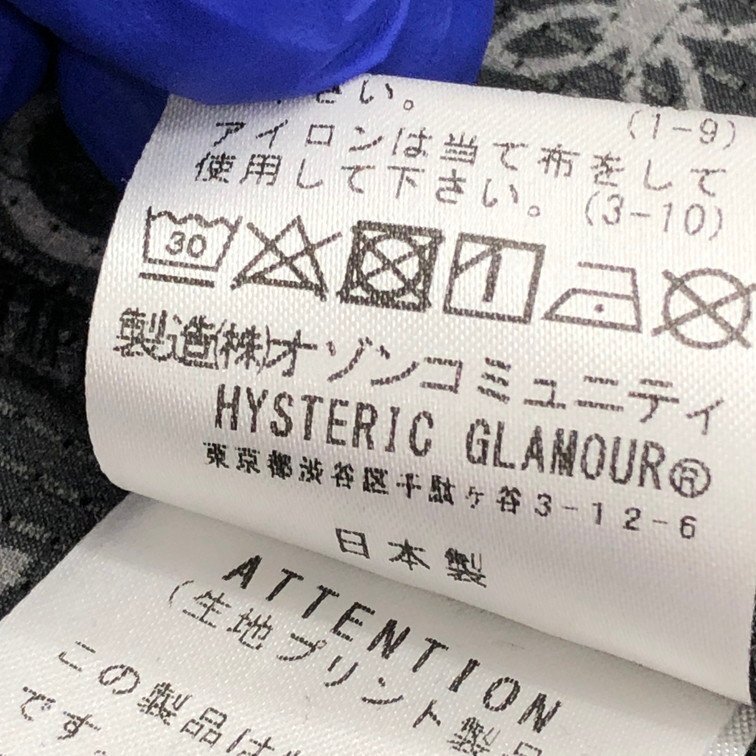 さい。
(1-9)
アイロンは当て布をして
使用して下さい。(3-10)
30
製造(株)オゾンコミュニティ
HYSTERIC GLAMOUR®
東京都渋谷区千駄ヶ谷3-12-6
日本製
ATTENTION
(生地プリント製品
この製品は
です。